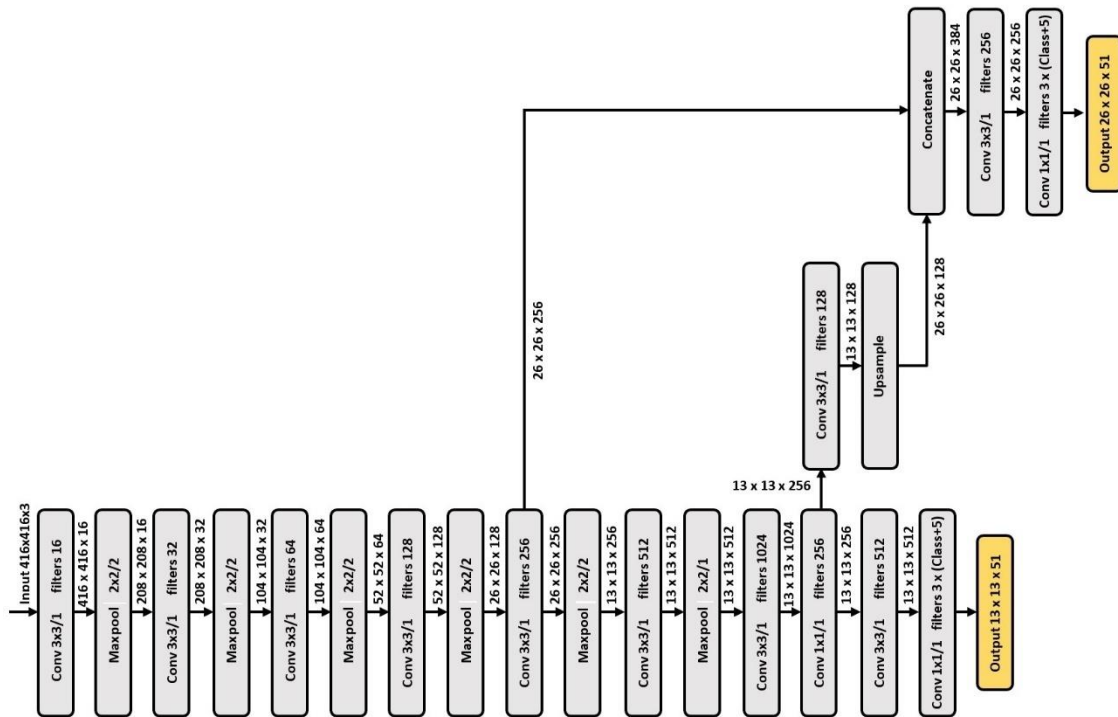 Input 416x416x3
Conv 3x3/1 filters 16
416 x 416 x 16
Maxpool 2x2/2
208 x 208 x 16
Conv 3x3/1 filters 32
208 x 208 x 32
Maxpool 2x2/2
104 x 104 x 32
Conv 3x3/1 filters 64
104 x 104 x 64
Maxpool 2x2/2
52 x 52 x 64
Conv 3x3/1 filters 128
52 x 52 x 128
Maxpool 2x2/2
26 x 26 x 128
Conv 3x3/1 filters 256
26 x 26 x 256
Maxpool 2x2/2
13 x 13 x 256
Conv 3x3/1 filters 512
13 x 13 x 512
Maxpool 2x2/1
13 x 13 x 512
Conv 3x3/1 filters 1024
13 x 13 x 1024
Conv 1x1/1 filters 256
13 x 13 x 256
Conv 3x3/1 filters 512
13 x 13 x 512
Conv 1x1/1 filters 3 x (Class+5)
Output 13 x 13 x 51
13 x 13 x 256
Conv 3x3/1 filters 128
13 x 13 x 128
Upsample
26 x 26 x 128
26 x 26 x 256
Concatenate
26 x 26 x 384
Conv 3x3/1 filters 256
26 x 26 x 256
Conv 1x1/1 filters 3 x (Class+5)
Output 26 x 26 x 51